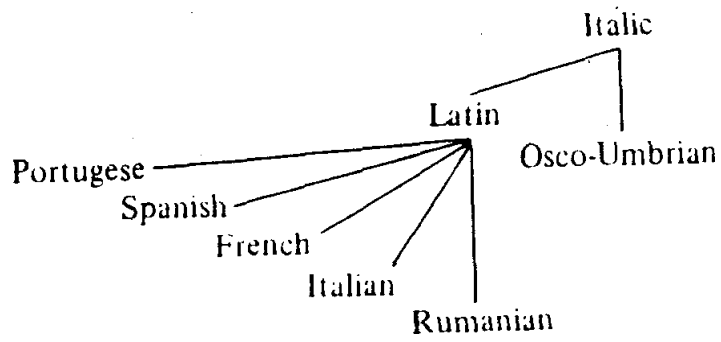 Italic
Latin
Osco-Umbrian
Portugese
Spanish
French
Italian
Rumanian